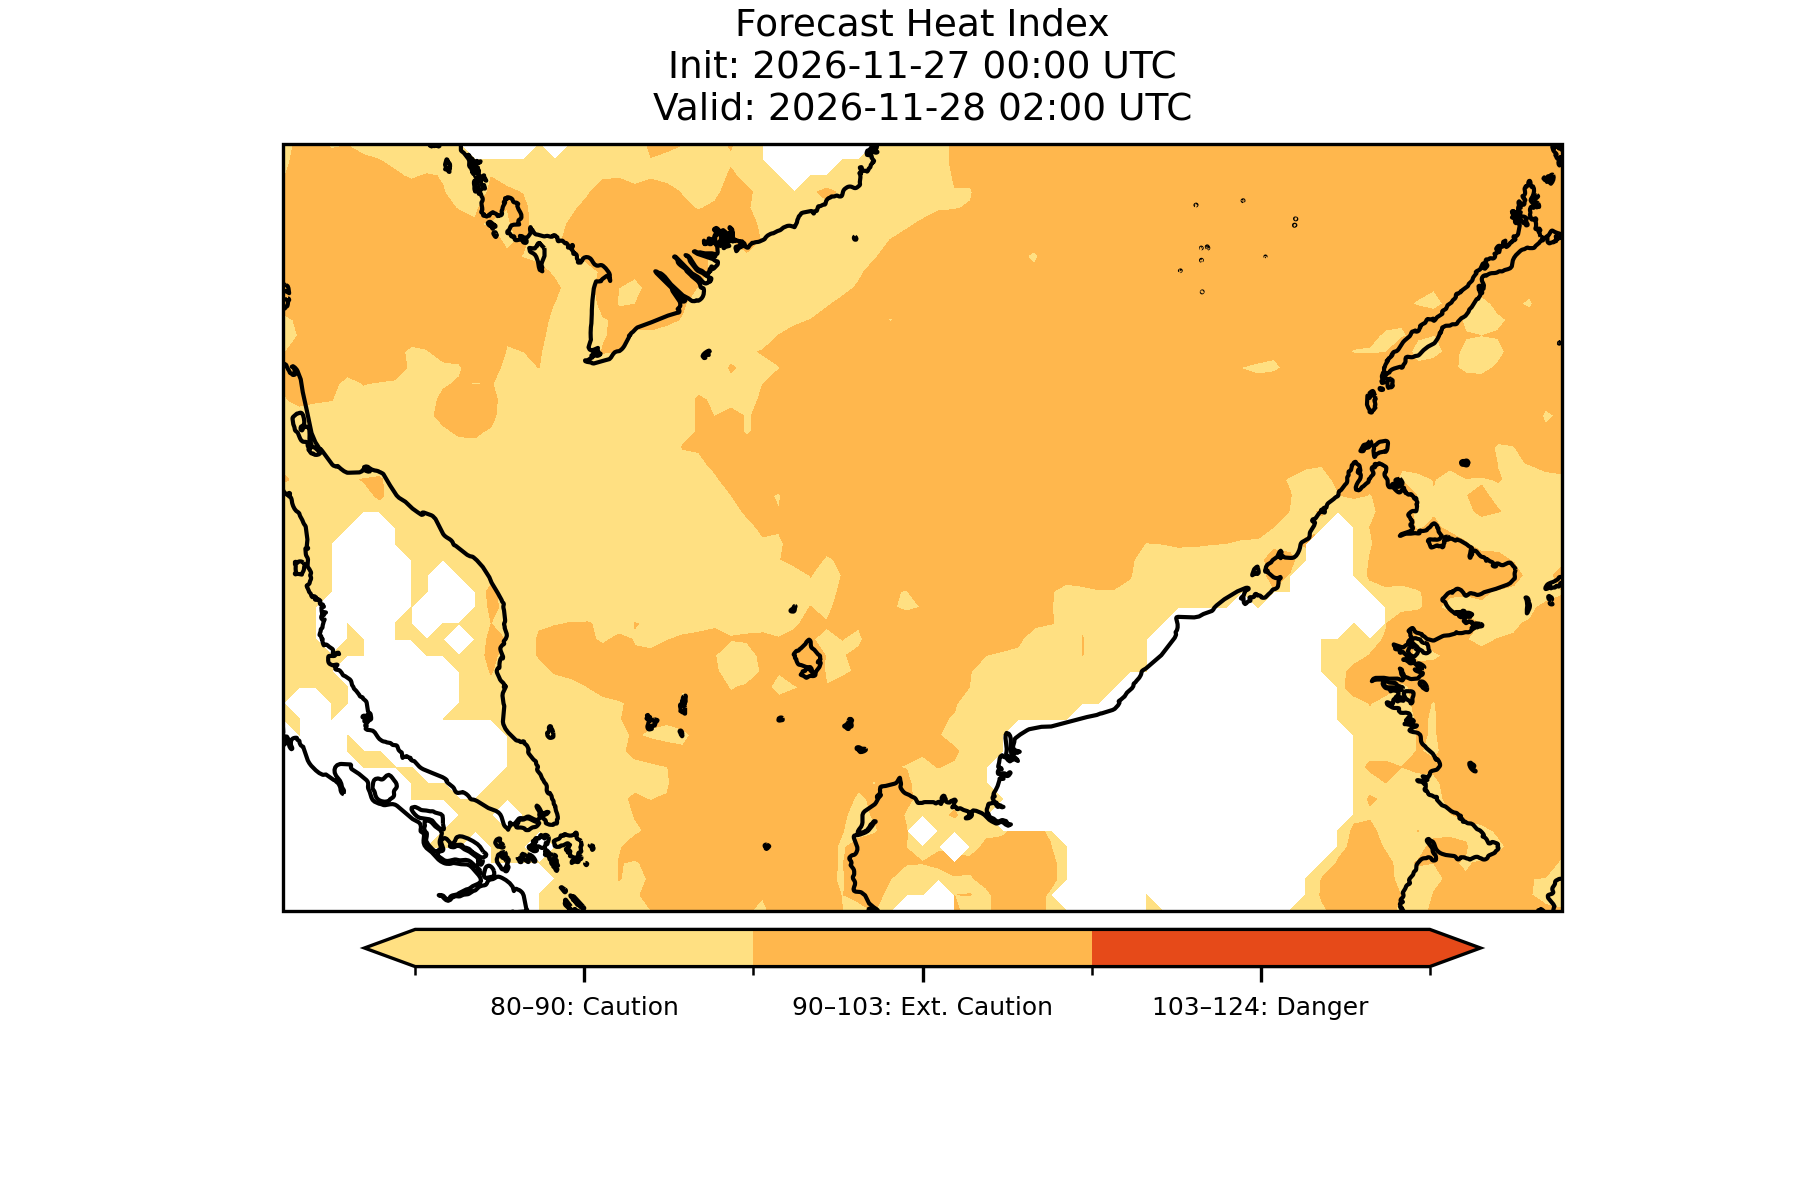 Forecast Heat Index
Init: 2026-11-27 00:00 UTC
Valid: 2026-11-28 02:00 UTC
80–90: Caution
90–103: Ext. Caution
103–124: Danger